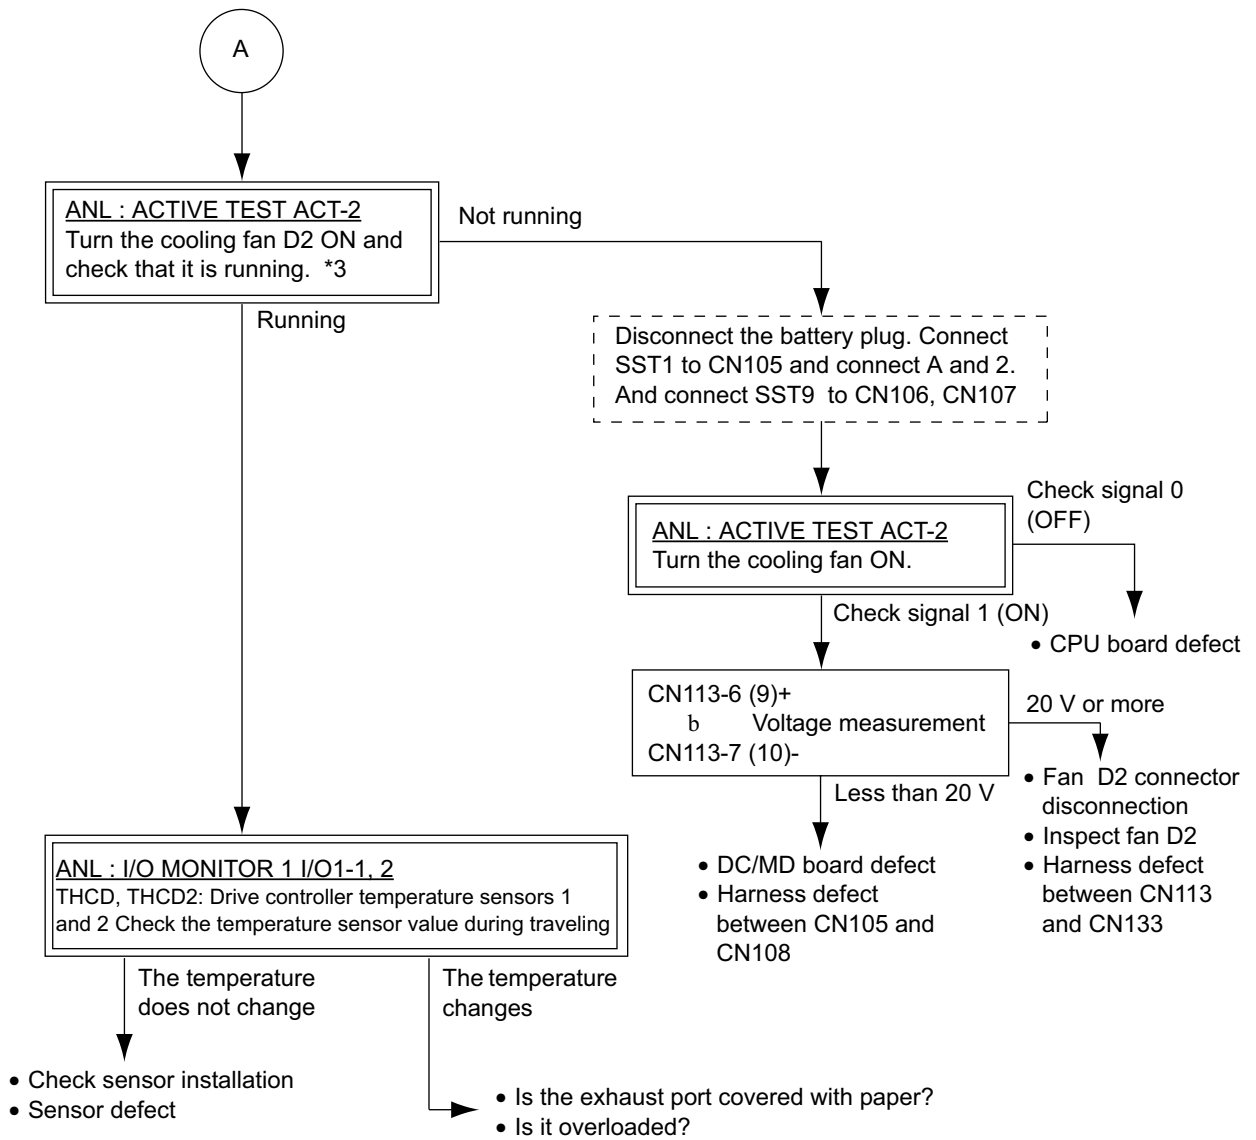 A
ANL : ACTIVE TEST ACT-2
Turn the cooling fan D2 ON and
check that it is running.  *3
Not running
Running
Disconnect the battery plug. Connect
SST1 to CN105 and connect A and 2.
And connect SST9  to CN106, CN107
ANL : ACTIVE TEST ACT-2
Turn the cooling fan ON.
Check signal 0
(OFF)
Check signal 1 (ON)
• CPU board defect
CN113-6 (9)+
b Voltage measurement
CN113-7 (10)-
20 V or more
Less than 20 V
• Fan  D2 connector
disconnection
• Inspect fan D2
• Harness defect
between CN113
and CN133
• DC/MD board defect
• Harness defect
between CN105 and
CN108
ANL : I/O MONITOR 1 I/O1-1, 2
THCD, THCD2: Drive controller temperature sensors 1
and 2 Check the temperature sensor value during traveling
The temperature
does not change
The temperature
changes
• Check sensor installation
• Sensor defect
• Is the exhaust port covered with paper?
• Is it overloaded?